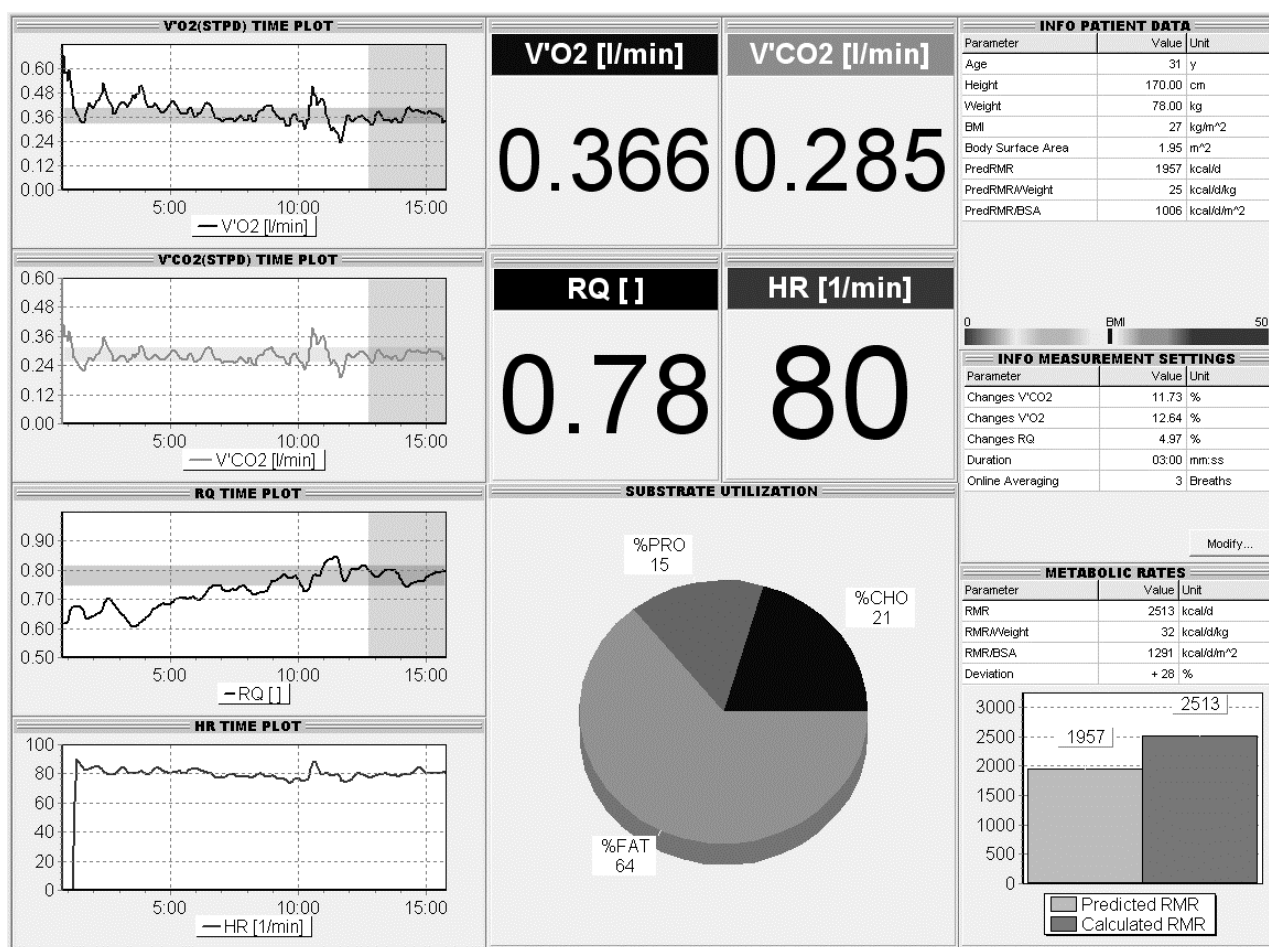 V'O2(STPD) TIME PLOT
0.60
0.48
0.36
0.24
0.12
0.00
5:00 10:00 15:00
V'O2 [l/min]
V'CO2(STPD) TIME PLOT
0.60
0.48
0.36
0.24
0.12
0.00
5:00 10:00 15:00
V'CO2 [l/min]
RQ TIME PLOT
0.90
0.80
0.70
0.60
0.50
5:00 10:00 15:00
RQ [ ]
HR TIME PLOT
100
80
60
40
20
0
5:00 10:00 15:00
HR [1/min]
V'O2 [l/min]
0.366
V'CO2 [l/min]
0.285
RQ [ ]
0.78
HR [1/min]
80
SUBSTRATE UTILIZATION
%PRO
15
%CHO
21
%FAT
64
INFO PATIENT DATA
Parameter Value Unit
Age 31 y
Height 170.00 cm
Weight 78.00 kg
BMI 27 kg/m^2
Body Surface Area 1.95 m^2
PredRMR 1957 kcal/d
PredRMR/Weight 25 kcal/d/kg
PredRMR/BSA 1006 kcal/d/m^2
0 BMI 50
INFO MEASUREMENT SETTINGS
Parameter Value Unit
Changes V'CO2 11.73 %
Changes V'O2 12.64 %
Changes RQ 4.97 %
Duration 03:00 mm:ss
Online Averaging 3 Breaths
Modify...
METABOLIC RATES
Parameter Value Unit
RMR 2513 kcal/d
RMR/Weight 32 kcal/d/kg
RMR/BSA 1291 kcal/d/m^2
Deviation + 28 %
3000
2500
2000
1500
1000
500
0
1957
2513
Predicted RMR
Calculated RMR